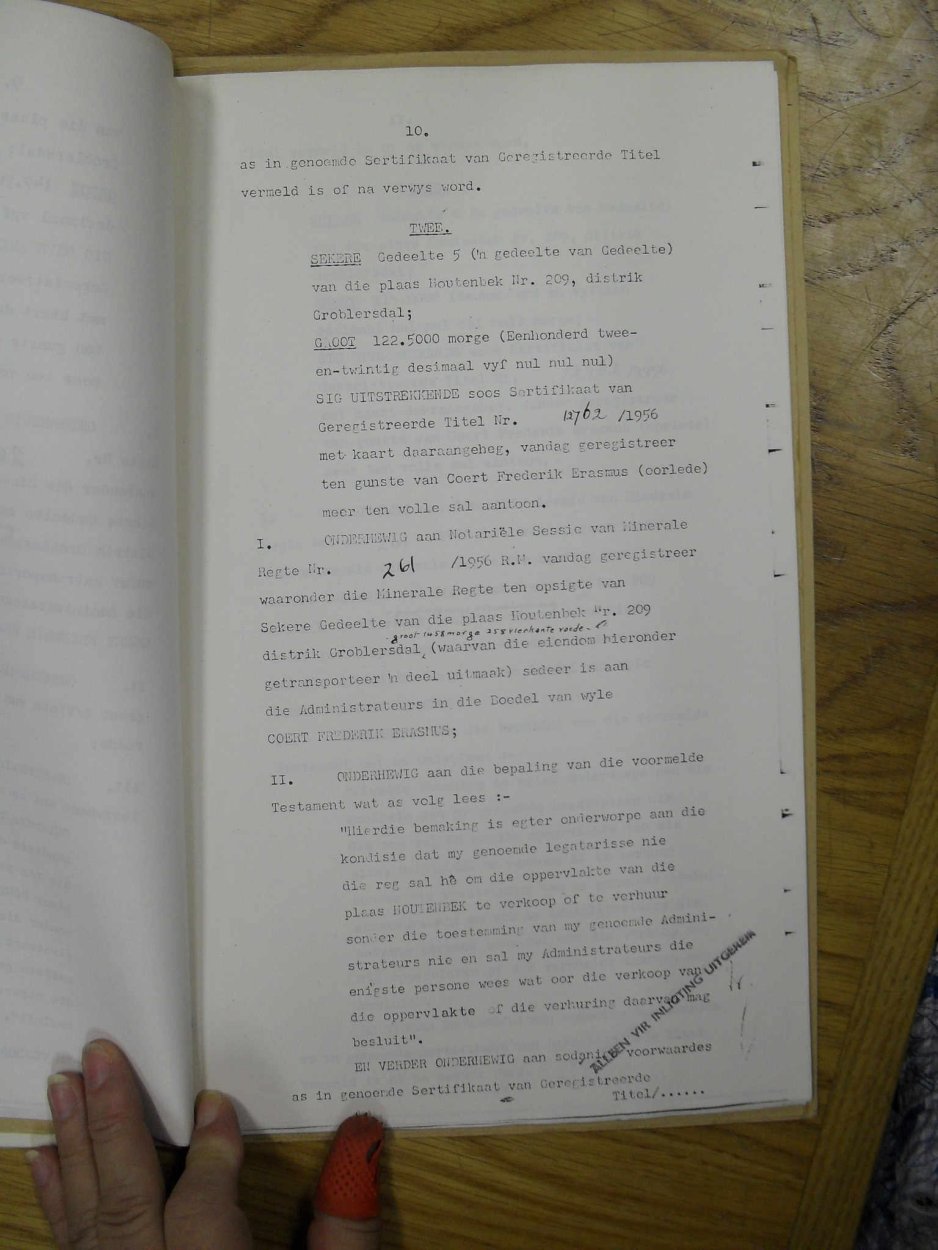 10.
as in genoemde Sertifikaat van Geregistreerde Titel
vermeld is of na verwys word.
TWEE.
SEKERE Gedeelte 5 ('n gedeelte van Gedeelte)
van die plaas Houtenbek Nr. 209, distrik
Groblersdal;
GROOT 122.5000 morge (Eenhonderd twee-
en-twintig desimaal vyf nul nul nul)
SIG UITSTREKKENDE soos Sertifikaat van
Geregistreerde Titel Nr. 12762 /1956
met kaart daaraangeheg, vandag geregistreer
ten gunste van Coert Frederik Erasmus (oorlede)
meer ten volle sal aantoon.
I. ONDERHEWIG aan Notariële Sessie van Minerale
Regte Nr. 261 /1956 R.M. vandag geregistreer
waaronder die Minerale Regte ten opsigte van
Sekere Gedeelte van die plaas Houtenbek Nr. 209
groot 1458 morge 258 vierkante roede
distrik Groblersdal, (waarvan die eiendom hieronder
getransporteer 'n deel uitmaak) sedeer is aan
die Administrateurs in die Boedel van wyle
COERT FREDERIK ERASMUS;
II. ONDERHEWIG aan die bepaling van die voormelde
Testament wat as volg lees :-
"Hierdie bemaking is egter onderworpe aan die
kondisie dat my genoemde legatarisse nie
die reg sal hê om die oppervlakte van die
plaas HOUTENBEK te verkoop of te verhuur
sonder die toestemming van my genoemde Admini-
strateurs nie en sal my Administrateurs die
enigste persone wees wat oor die verkoop van
die oppervlakte of die verhuring daarvan mag
besluit".
EN VERDER ONDERHEWIG aan sodanige voorwaardes
as in genoemde Sertifikaat van Geregistreerde
Titel/......
ALLEEN VIR INLIGTING UITGEREIK